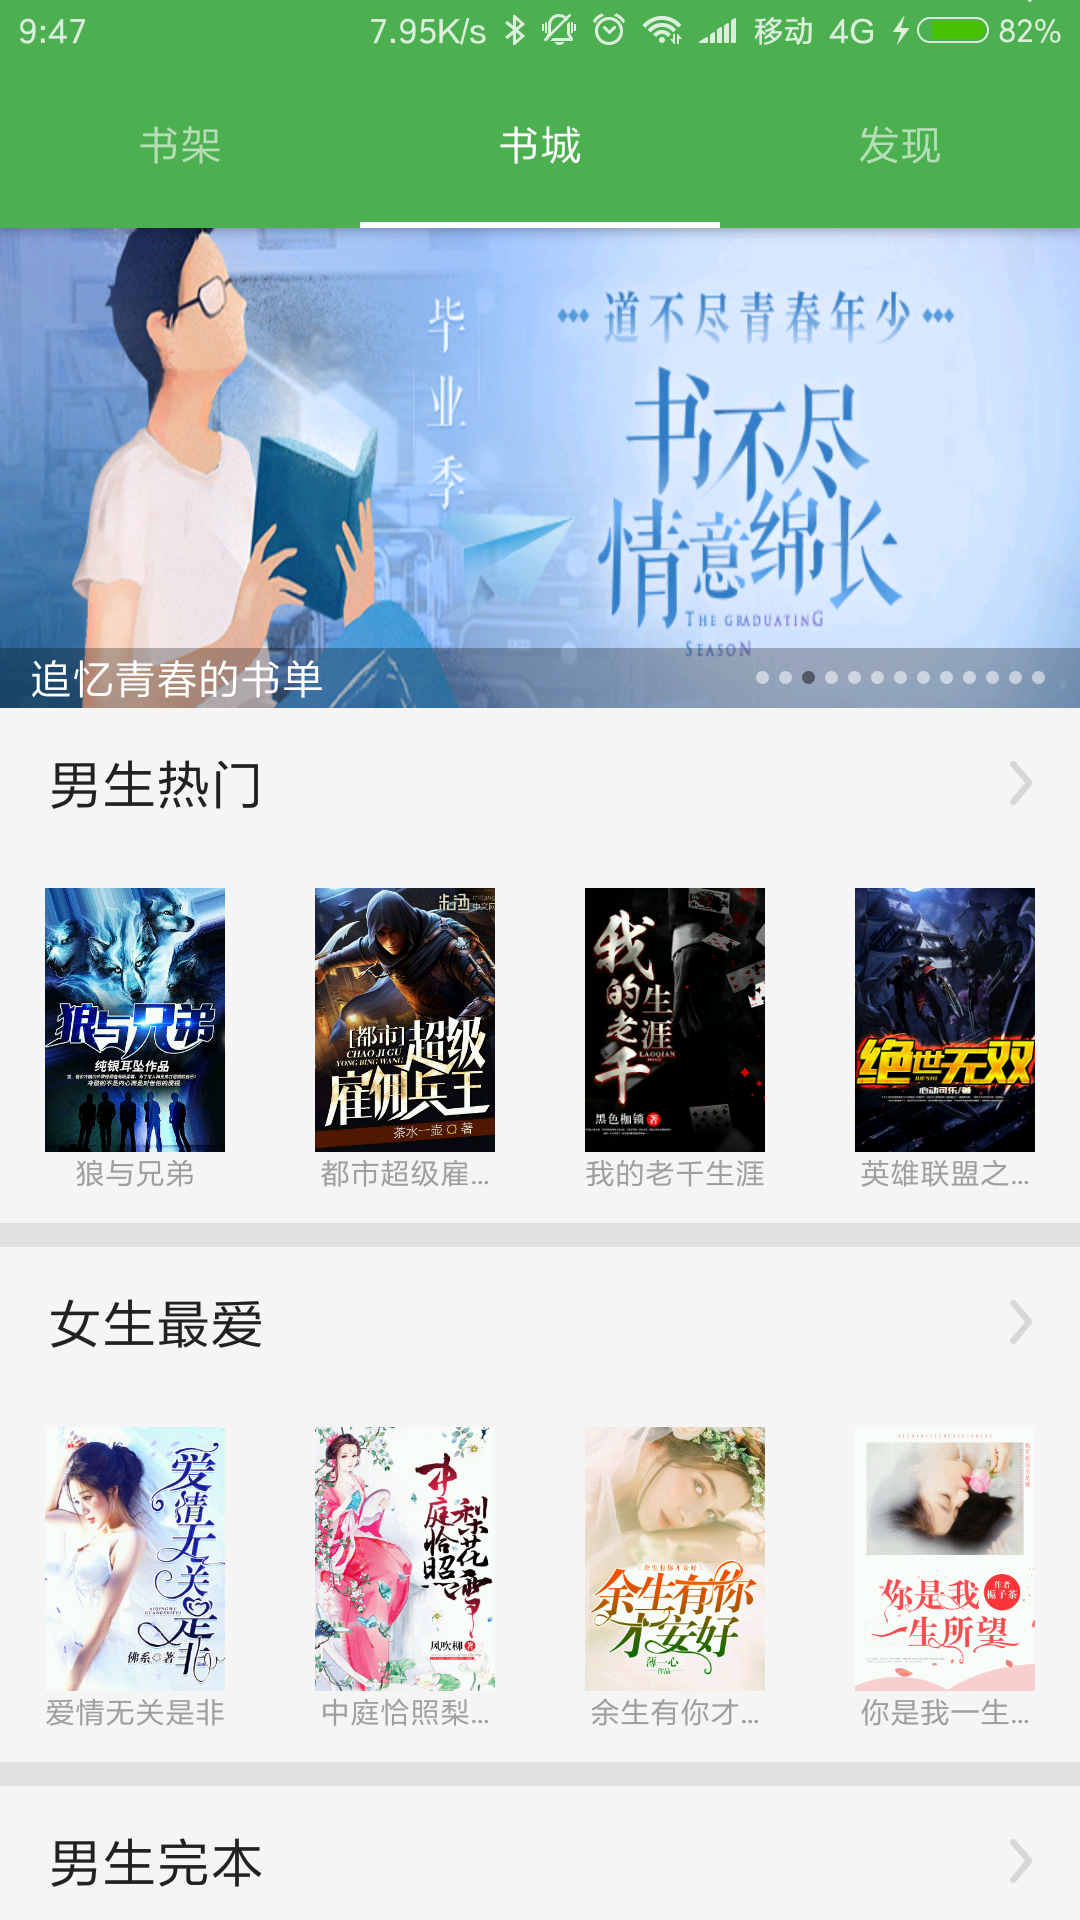 9:47 7.95K/s 移动 4G 82%
书架 书城 发现
毕业季
道不尽青春年少
书不尽
情意绵长
THE GRADUATING
SEASON
追忆青春的书单
男生热门
狼与兄弟
纯银耳坠作品
[都市]超级
CHAO JI GU
YONG BING WANG
雇佣兵王
茶水一壶 著
我的老千生涯
LAOQIAN
黑色枷锁 著
绝世无双
心动可乐/著
狼与兄弟 都市超级雇... 我的老千生涯 英雄联盟之...
女生最爱
爱情无关是非
佛系 著
中庭恰照梨花雪
风吹柳 著
余生有你
才安好
薄一心
作品
你是我
一生所望
作者
栀子茶
爱情无关是非 中庭恰照梨... 余生有你才... 你是我一生...
男生完本